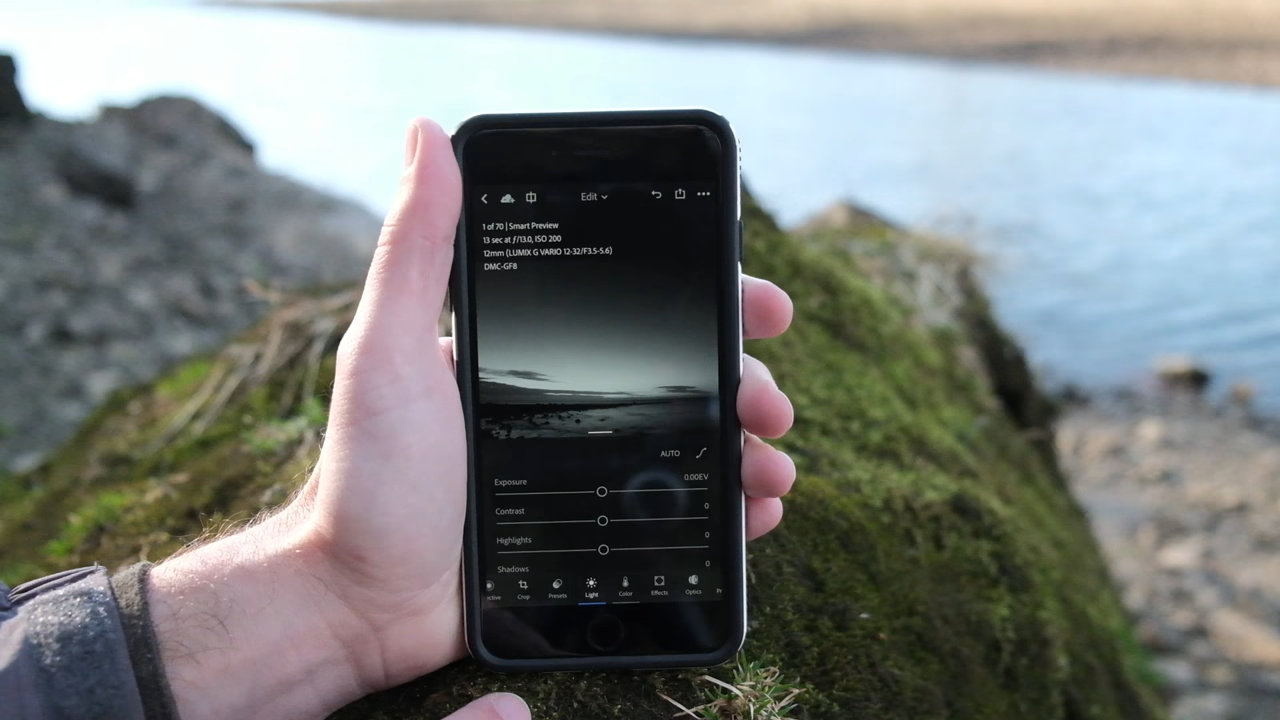 Edit
1 of 70 | Smart Preview
13 sec at f/13.0, ISO 200
12mm (LUMIX G VARIO 12-32/F3.5-5.6)
DMC-GF8
AUTO
Exposure 0.00EV
Contrast 0
Highlights 0
Shadows 0
ctive Crop Presets Light Color Effects Optics Pr